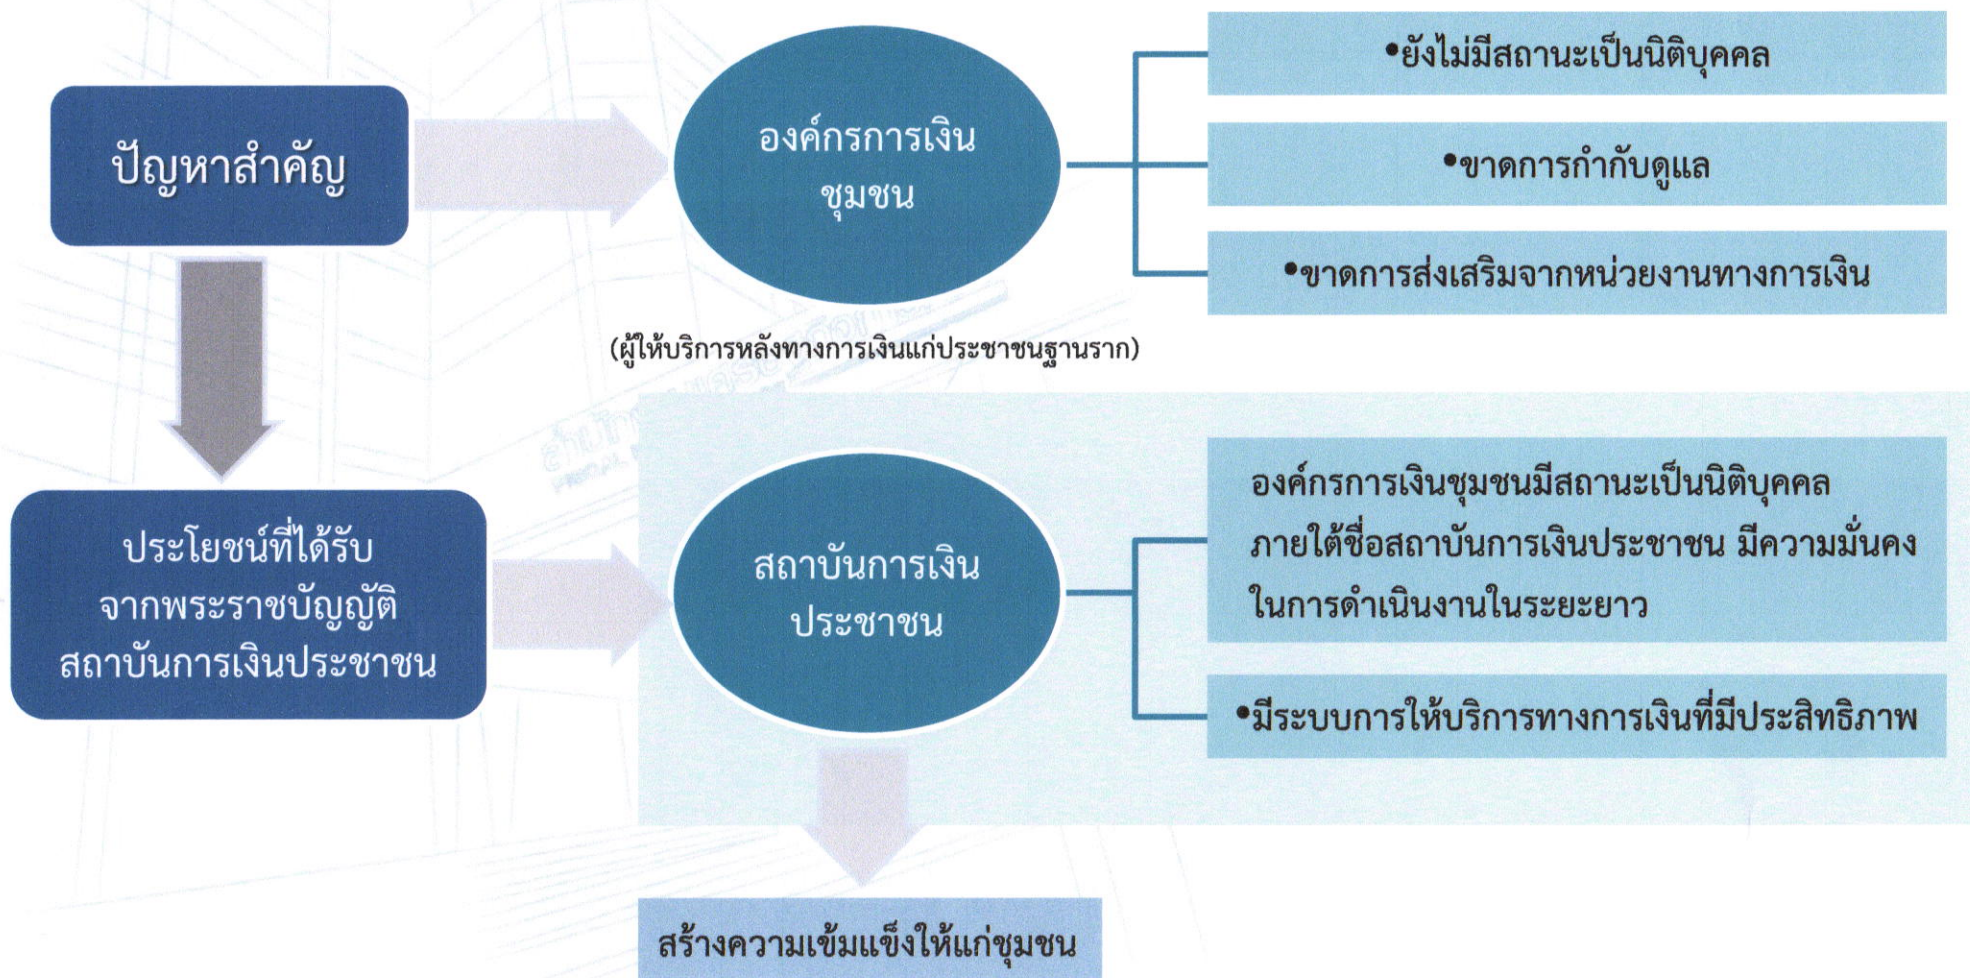 ปัญหาสำคัญ
องค์กรการเงิน
ชุมชน
•ยังไม่มีสถานะเป็นนิติบุคคล
•ขาดการกำกับดูแล
•ขาดการส่งเสริมจากหน่วยงานทางการเงิน
(ผู้ให้บริการหลังทางการเงินแก่ประชาชนฐานราก)
ประโยชน์ที่ได้รับ
จากพระราชบัญญัติ
สถาบันการเงินประชาชน
สถาบันการเงิน
ประชาชน
องค์กรการเงินชุมชนมีสถานะเป็นนิติบุคคล
ภายใต้ชื่อสถาบันการเงินประชาชน มีความมั่นคง
ในการดำเนินงานในระยะยาว
•มีระบบการให้บริการทางการเงินที่มีประสิทธิภาพ
สร้างความเข้มแข็งให้แก่ชุมชน